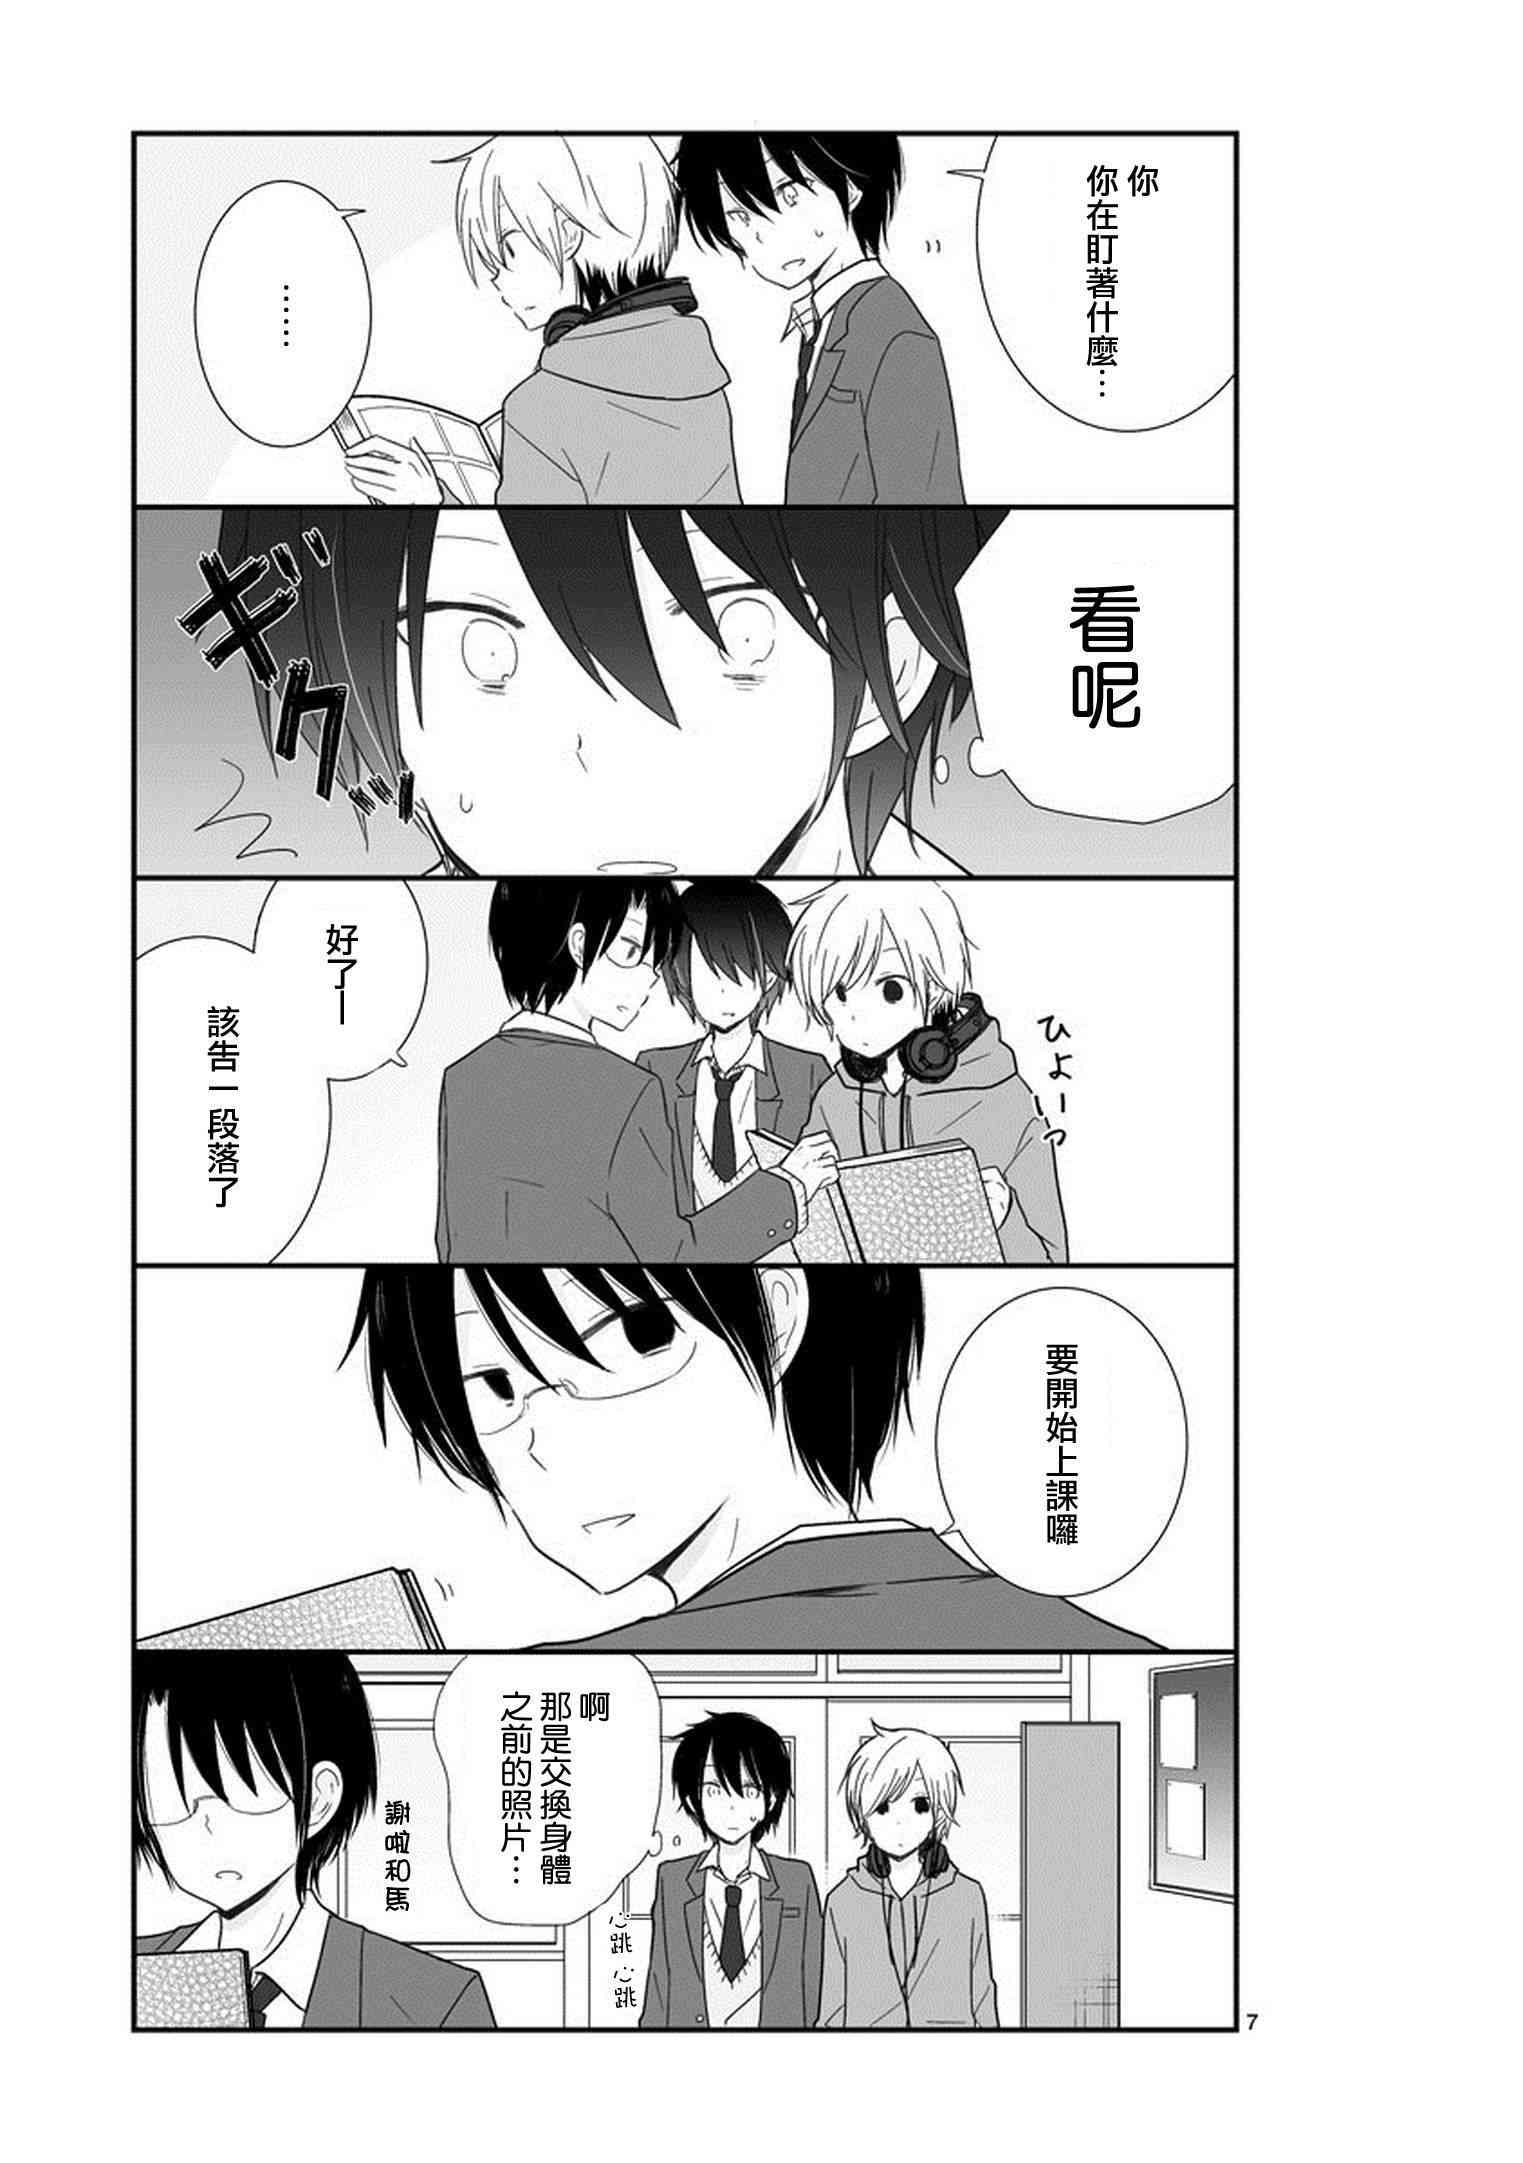 你
你在盯著什麼…
……
看呢
ギクッ
好了—
該告一段落了
ひよーっ
要開始上課囉
啊
那是交換身體
之前的照片…
謝啦和馬
心跳
心跳
7